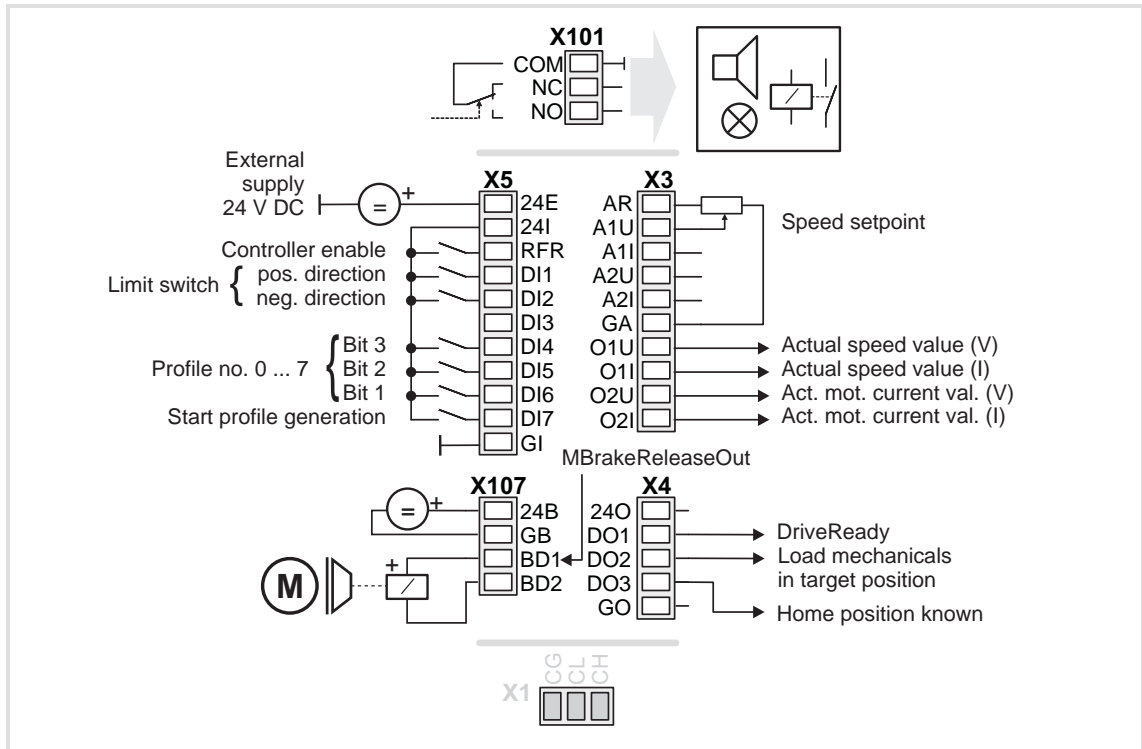 X101
COM
NC
NO
External
supply
24 V DC
=
+
X5
24E
24I
RFR
DI1
DI2
DI3
DI4
DI5
DI6
DI7
GI
Controller enable
Limit switch {
pos. direction
neg. direction
Profile no. 0 ... 7 {
Bit 3
Bit 2
Bit 1
Start profile generation
X3
AR
A1U
A1I
A2U
A2I
GA
O1U
O1I
O2U
O2I
Speed setpoint
Actual speed value (V)
Actual speed value (I)
Act. mot. current val. (V)
Act. mot. current val. (I)
MBrakeReleaseOut
X107
=
+
24B
GB
BD1
BD2
M
+
X4
24O
DO1
DO2
DO3
GO
DriveReady
Load mechanicals
in target position
Home position known
X1
CG
CL
CH